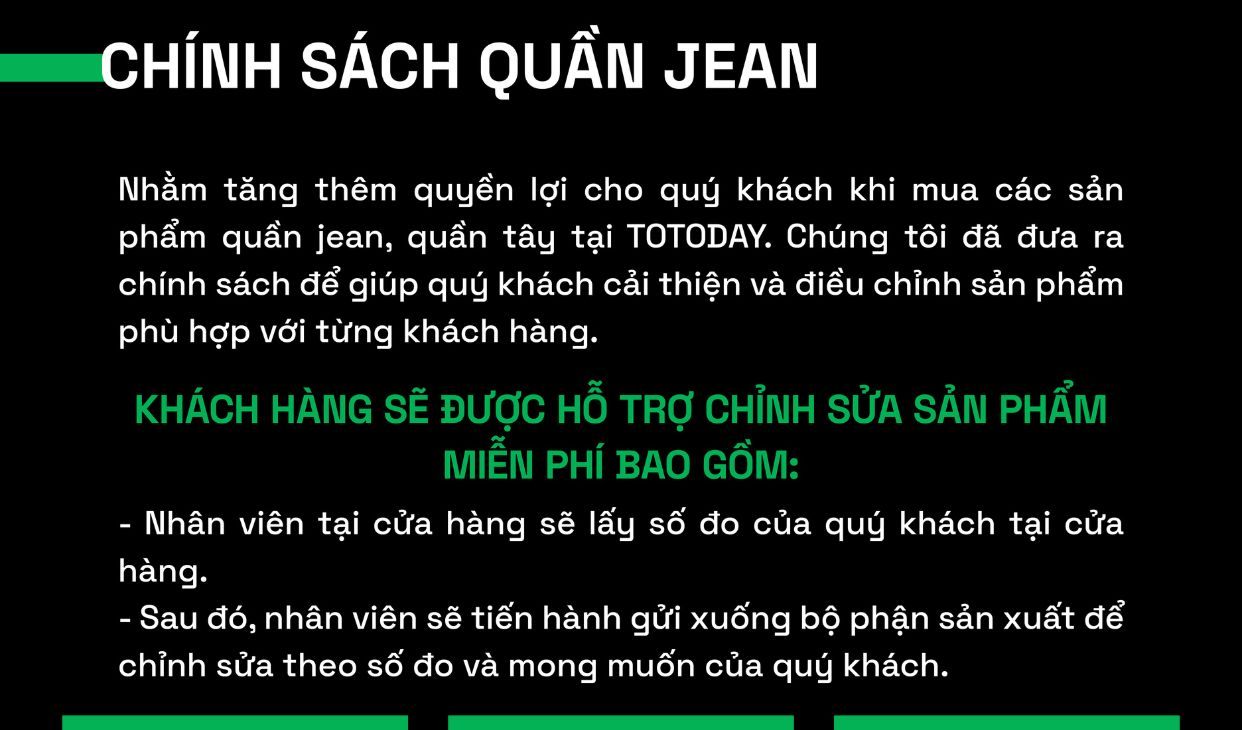 CHÍNH SÁCH QUẦN JEAN
Nhằm tăng thêm quyền lợi cho quý khách khi mua các sản
phẩm quần jean, quần tây tại TOTODAY. Chúng tôi đã đưa ra
chính sách để giúp quý khách cải thiện và điều chỉnh sản phẩm
phù hợp với từng khách hàng.
KHÁCH HÀNG SẼ ĐƯỢC HỖ TRỢ CHỈNH SỬA SẢN PHẨM
MIỄN PHÍ BAO GỒM:
- Nhân viên tại cửa hàng sẽ lấy số đo của quý khách tại cửa
hàng.
- Sau đó, nhân viên sẽ tiến hành gửi xuống bộ phận sản xuất để
chỉnh sửa theo số đo và mong muốn của quý khách.